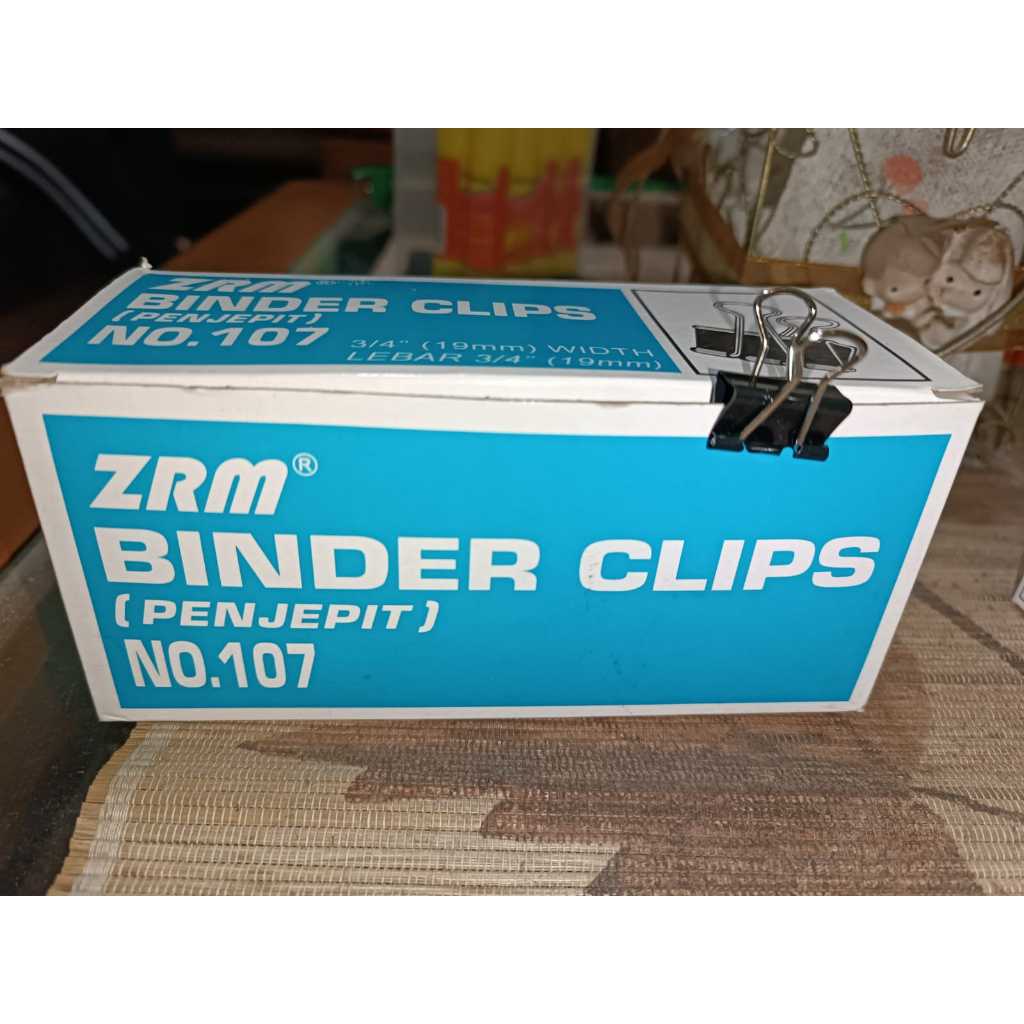 ZRM®
BINDER CLIPS
(PENJEPIT)
NO.107
3/4" (19mm) WIDTH
LEBAR 3/4" (19mm)
ZRM®
BINDER CLIPS
(PENJEPIT)
NO.107